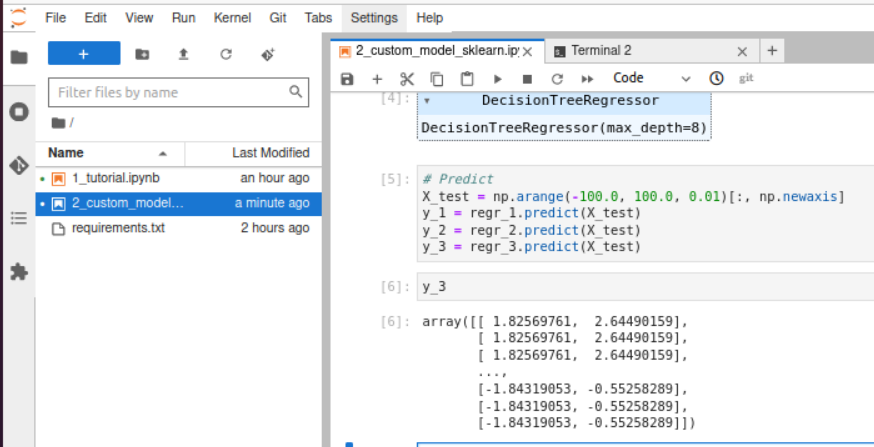 File Edit View Run Kernel Git Tabs Settings Help
+
Filter files by name
/
Name Last Modified
1_tutorial.ipynb an hour ago
2_custom_model... a minute ago
requirements.txt 2 hours ago
2_custom_model_sklearn.ipy × Terminal 2 × +
Code git
[4]: DecisionTreeRegressor
DecisionTreeRegressor(max_depth=8)
[5]: # Predict
X_test = np.arange(-100.0, 100.0, 0.01)[:, np.newaxis]
y_1 = regr_1.predict(X_test)
y_2 = regr_2.predict(X_test)
y_3 = regr_3.predict(X_test)
[6]: y_3
[6]: array([[ 1.82569761, 2.64490159],
[ 1.82569761, 2.64490159],
[ 1.82569761, 2.64490159],
...,
[-1.84319053, -0.55258289],
[-1.84319053, -0.55258289],
[-1.84319053, -0.55258289]])